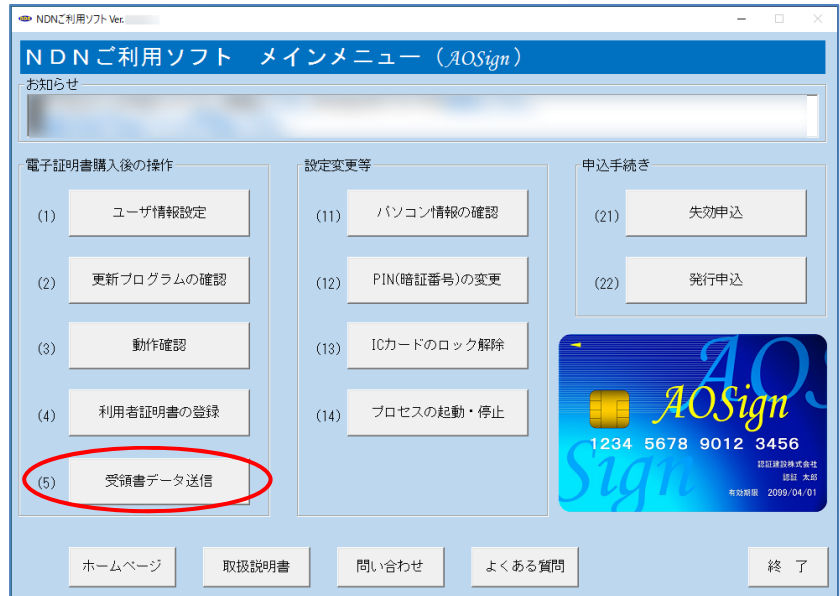 NDNご利用ソフト Ver.
NDNご利用ソフト メインメニュー（AOSign）
お知らせ
電子証明書購入後の操作
(1) ユーザ情報設定
(2) 更新プログラムの確認
(3) 動作確認
(4) 利用者証明書の登録
(5) 受領書データ送信
設定変更等
(11) パソコン情報の確認
(12) PIN(暗証番号)の変更
(13) ICカードのロック解除
(14) プロセスの起動・停止
申込手続き
(21) 失効申込
(22) 発行申込
AOS
AOSign
1234 5678 9012 3456
Sign
認証建設株式会社
認証 太郎
有効期限 2099/04/01
ホームページ 取扱説明書 問い合わせ よくある質問 終 了